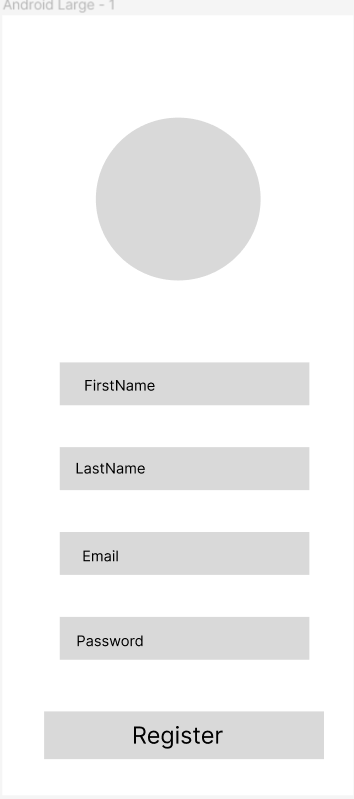 Android Large - 1
FirstName
LastName
Email
Password
Register